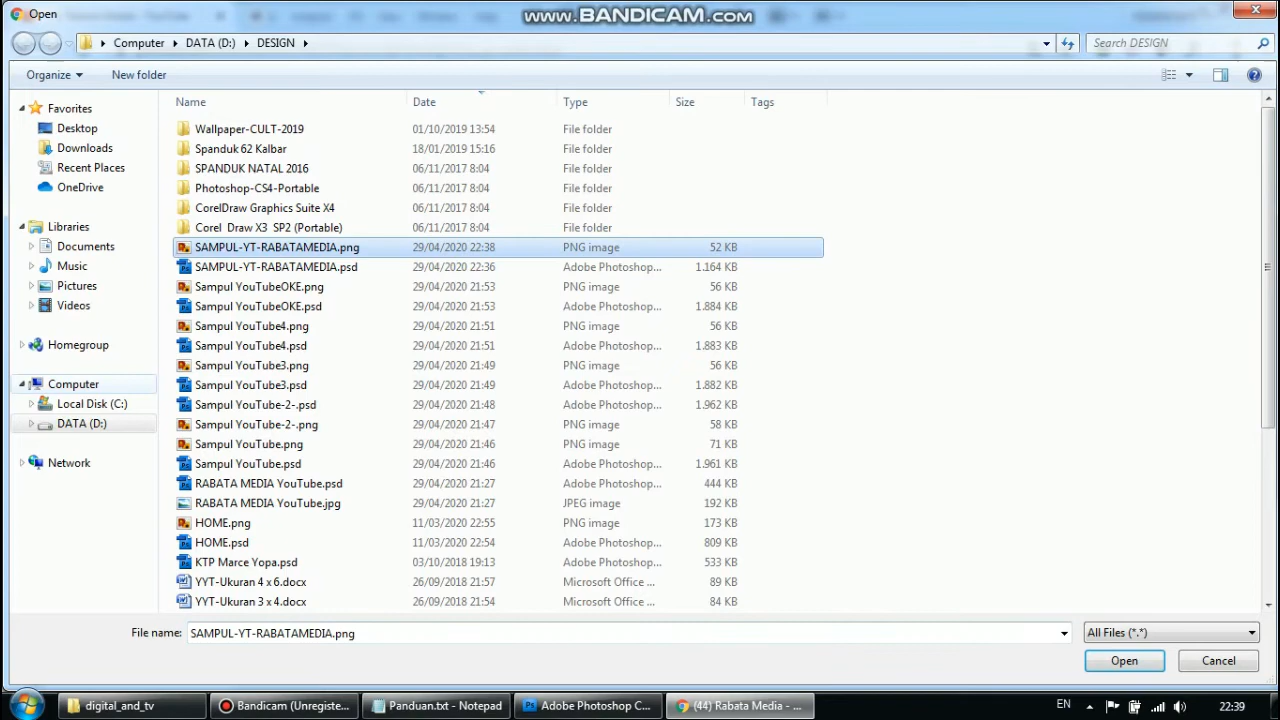 Open
www.BANDICAM.com
Computer
DATA (D:)
DESIGN
Search DESIGN
Organize
New folder
Name
Date
Type
Size
Tags
Favorites
Desktop
Downloads
Recent Places
OneDrive
Libraries
Documents
Music
Pictures
Videos
Homegroup
Computer
Local Disk (C:)
DATA (D:)
Network
Wallpaper-CULT-2019 01/10/2019 13:54 File folder
Spanduk 62 Kalbar 18/01/2019 15:16 File folder
SPANDUK NATAL 2016 06/11/2017 8:04 File folder
Photoshop-CS4-Portable 06/11/2017 8:04 File folder
CorelDraw Graphics Suite X4 06/11/2017 8:04 File folder
Corel Draw X3 SP2 (Portable) 06/11/2017 8:04 File folder
SAMPUL-YT-RABATAMEDIA.png 29/04/2020 22:38 PNG image 52 KB
SAMPUL-YT-RABATAMEDIA.psd 29/04/2020 22:36 Adobe Photoshop... 1.164 KB
Sampul YouTubeOKE.png 29/04/2020 21:53 PNG image 56 KB
Sampul YouTubeOKE.psd 29/04/2020 21:53 Adobe Photoshop... 1.884 KB
Sampul YouTube4.png 29/04/2020 21:51 PNG image 56 KB
Sampul YouTube4.psd 29/04/2020 21:51 Adobe Photoshop... 1.883 KB
Sampul YouTube3.png 29/04/2020 21:49 PNG image 56 KB
Sampul YouTube3.psd 29/04/2020 21:49 Adobe Photoshop... 1.882 KB
Sampul YouTube-2-.psd 29/04/2020 21:48 Adobe Photoshop... 1.962 KB
Sampul YouTube-2-.png 29/04/2020 21:47 PNG image 58 KB
Sampul YouTube.png 29/04/2020 21:46 PNG image 71 KB
Sampul YouTube.psd 29/04/2020 21:46 Adobe Photoshop... 1.961 KB
RABATA MEDIA YouTube.psd 29/04/2020 21:27 Adobe Photoshop... 444 KB
RABATA MEDIA YouTube.jpg 29/04/2020 21:27 JPEG image 192 KB
HOME.png 11/03/2020 22:55 PNG image 173 KB
HOME.psd 11/03/2020 22:54 Adobe Photoshop... 809 KB
KTP Marce Yopa.psd 03/10/2018 19:13 Adobe Photoshop... 533 KB
YYT-Ukuran 4 x 6.docx 26/09/2018 21:57 Microsoft Office ... 89 KB
YYT-Ukuran 3 x 4.docx 26/09/2018 21:54 Microsoft Office ... 84 KB
File name: SAMPUL-YT-RABATAMEDIA.png
All Files (*.*)
Open
Cancel
digital_and_tv
Bandicam (Unregiste...
Panduan.txt - Notepad
Adobe Photoshop C...
(44) Rabata Media - ...
EN
22:39